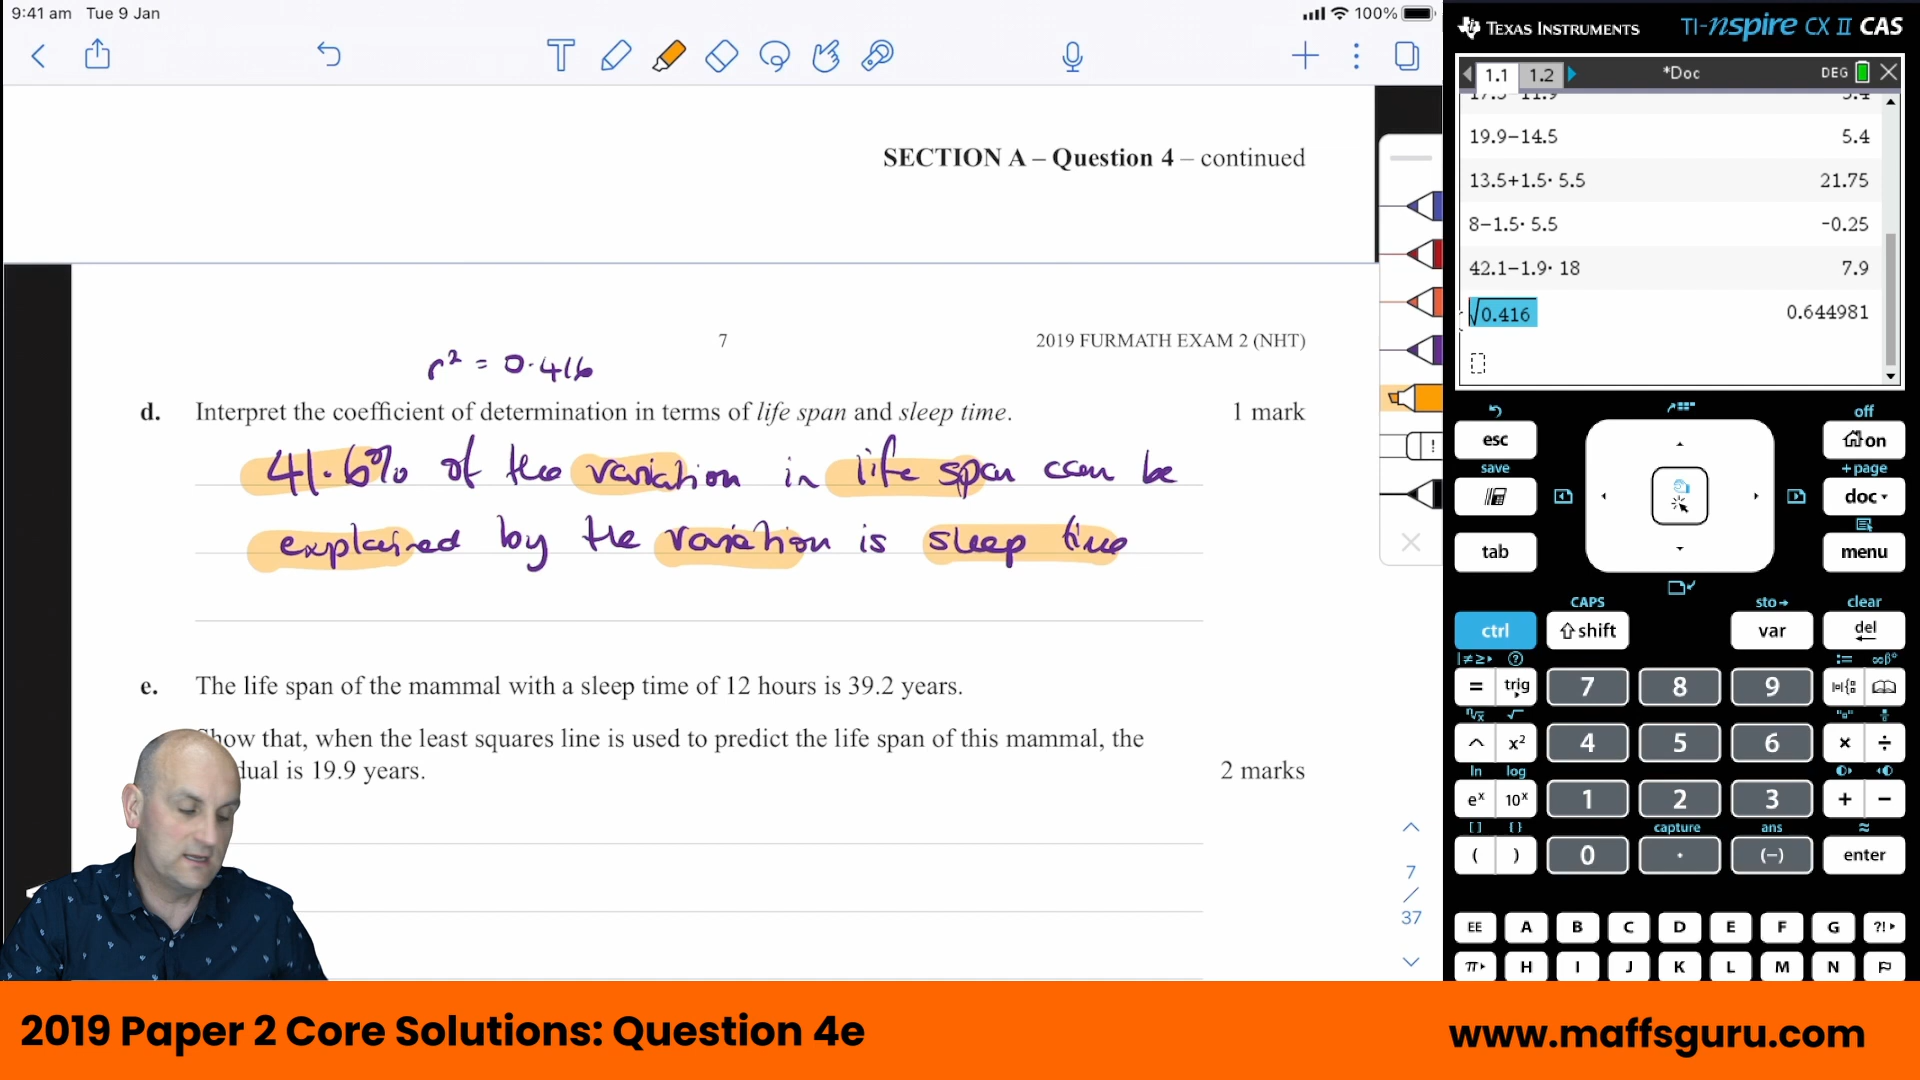 9:41 am Tue 9 Jan
100%
SECTION A – Question 4 – continued
7
2019 FURMATH EXAM 2 (NHT)
r² = 0.416
d. Interpret the coefficient of determination in terms of life span and sleep time. 1 mark
41.6% of the variation in life span can be
explained by the variation is sleep time
e. The life span of the mammal with a sleep time of 12 hours is 39.2 years.
Show that, when the least squares line is used to predict the life span of this mammal, the
dual is 19.9 years. 2 marks
7
/
37
TEXAS INSTRUMENTS TI-nspire CX II CAS
1.1 1.2 *Doc DEG
17.3-11.9 5.4
19.9-14.5 5.4
13.5+1.5·5.5 21.75
8-1.5·5.5 -0.25
42.1-1.9·18 7.9
√0.416 0.644981
off
esc on
save +page
doc
tab menu
CAPS sto→ clear
ctrl shift var del
= trig 7 8 9
^ x² 4 5 6 × ÷
ln log
eˣ 10ˣ 1 2 3 + −
[ ] { } capture ans ≈
( ) 0 . (−) enter
EE A B C D E F G ?!
π H I J K L M N
2019 Paper 2 Core Solutions: Question 4e
www.maffsguru.com